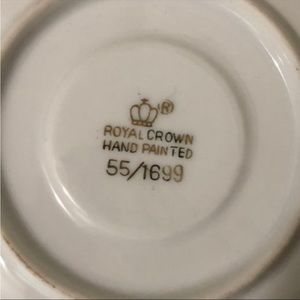 ®
ROYAL CROWN
HAND PAINTED
55/1699